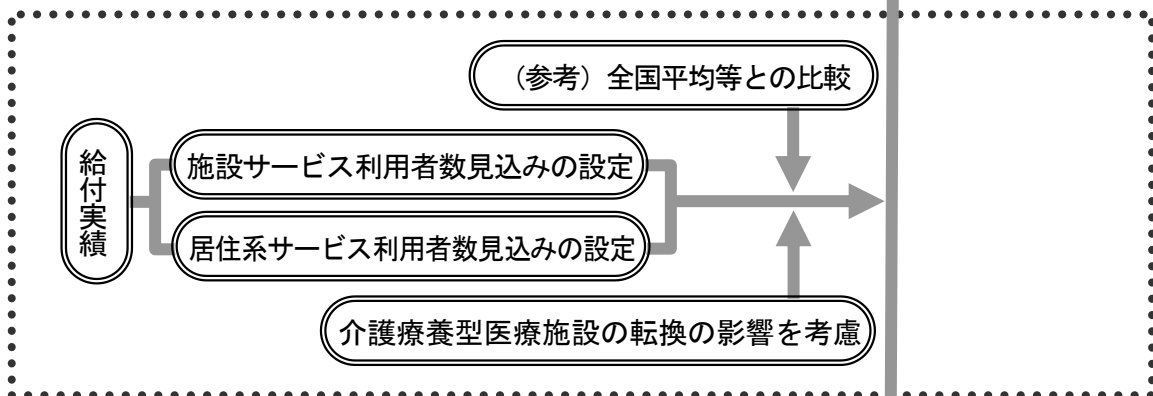 （参考）全国平均等との比較
給付実績
施設サービス利用者数見込みの設定
居住系サービス利用者数見込みの設定
介護療養型医療施設の転換の影響を考慮